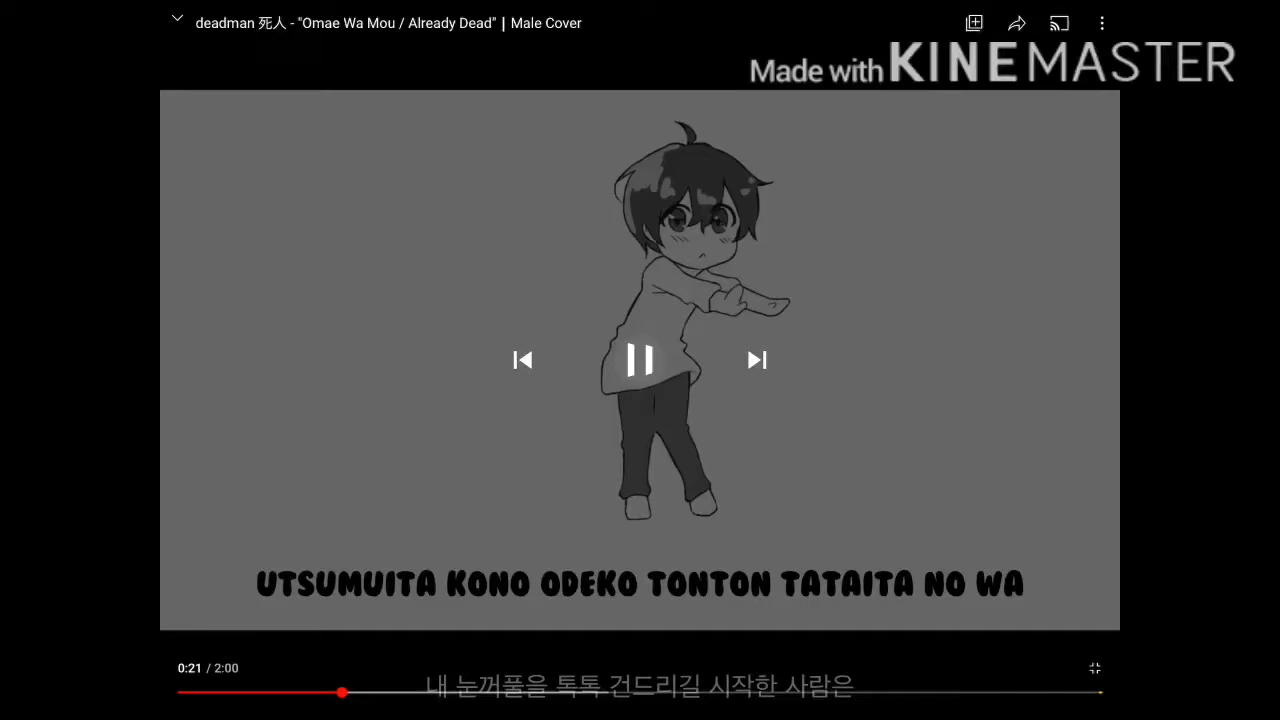 deadman 死人 - "Omae Wa Mou / Already Dead" | Male Cover
Made with KINEMASTER
UTSUMUITA KONO ODEKO TONTON TATAITA NO WA
0:21 / 2:00
내 눈꺼풀을 톡톡 건드리길 시작한 사람은